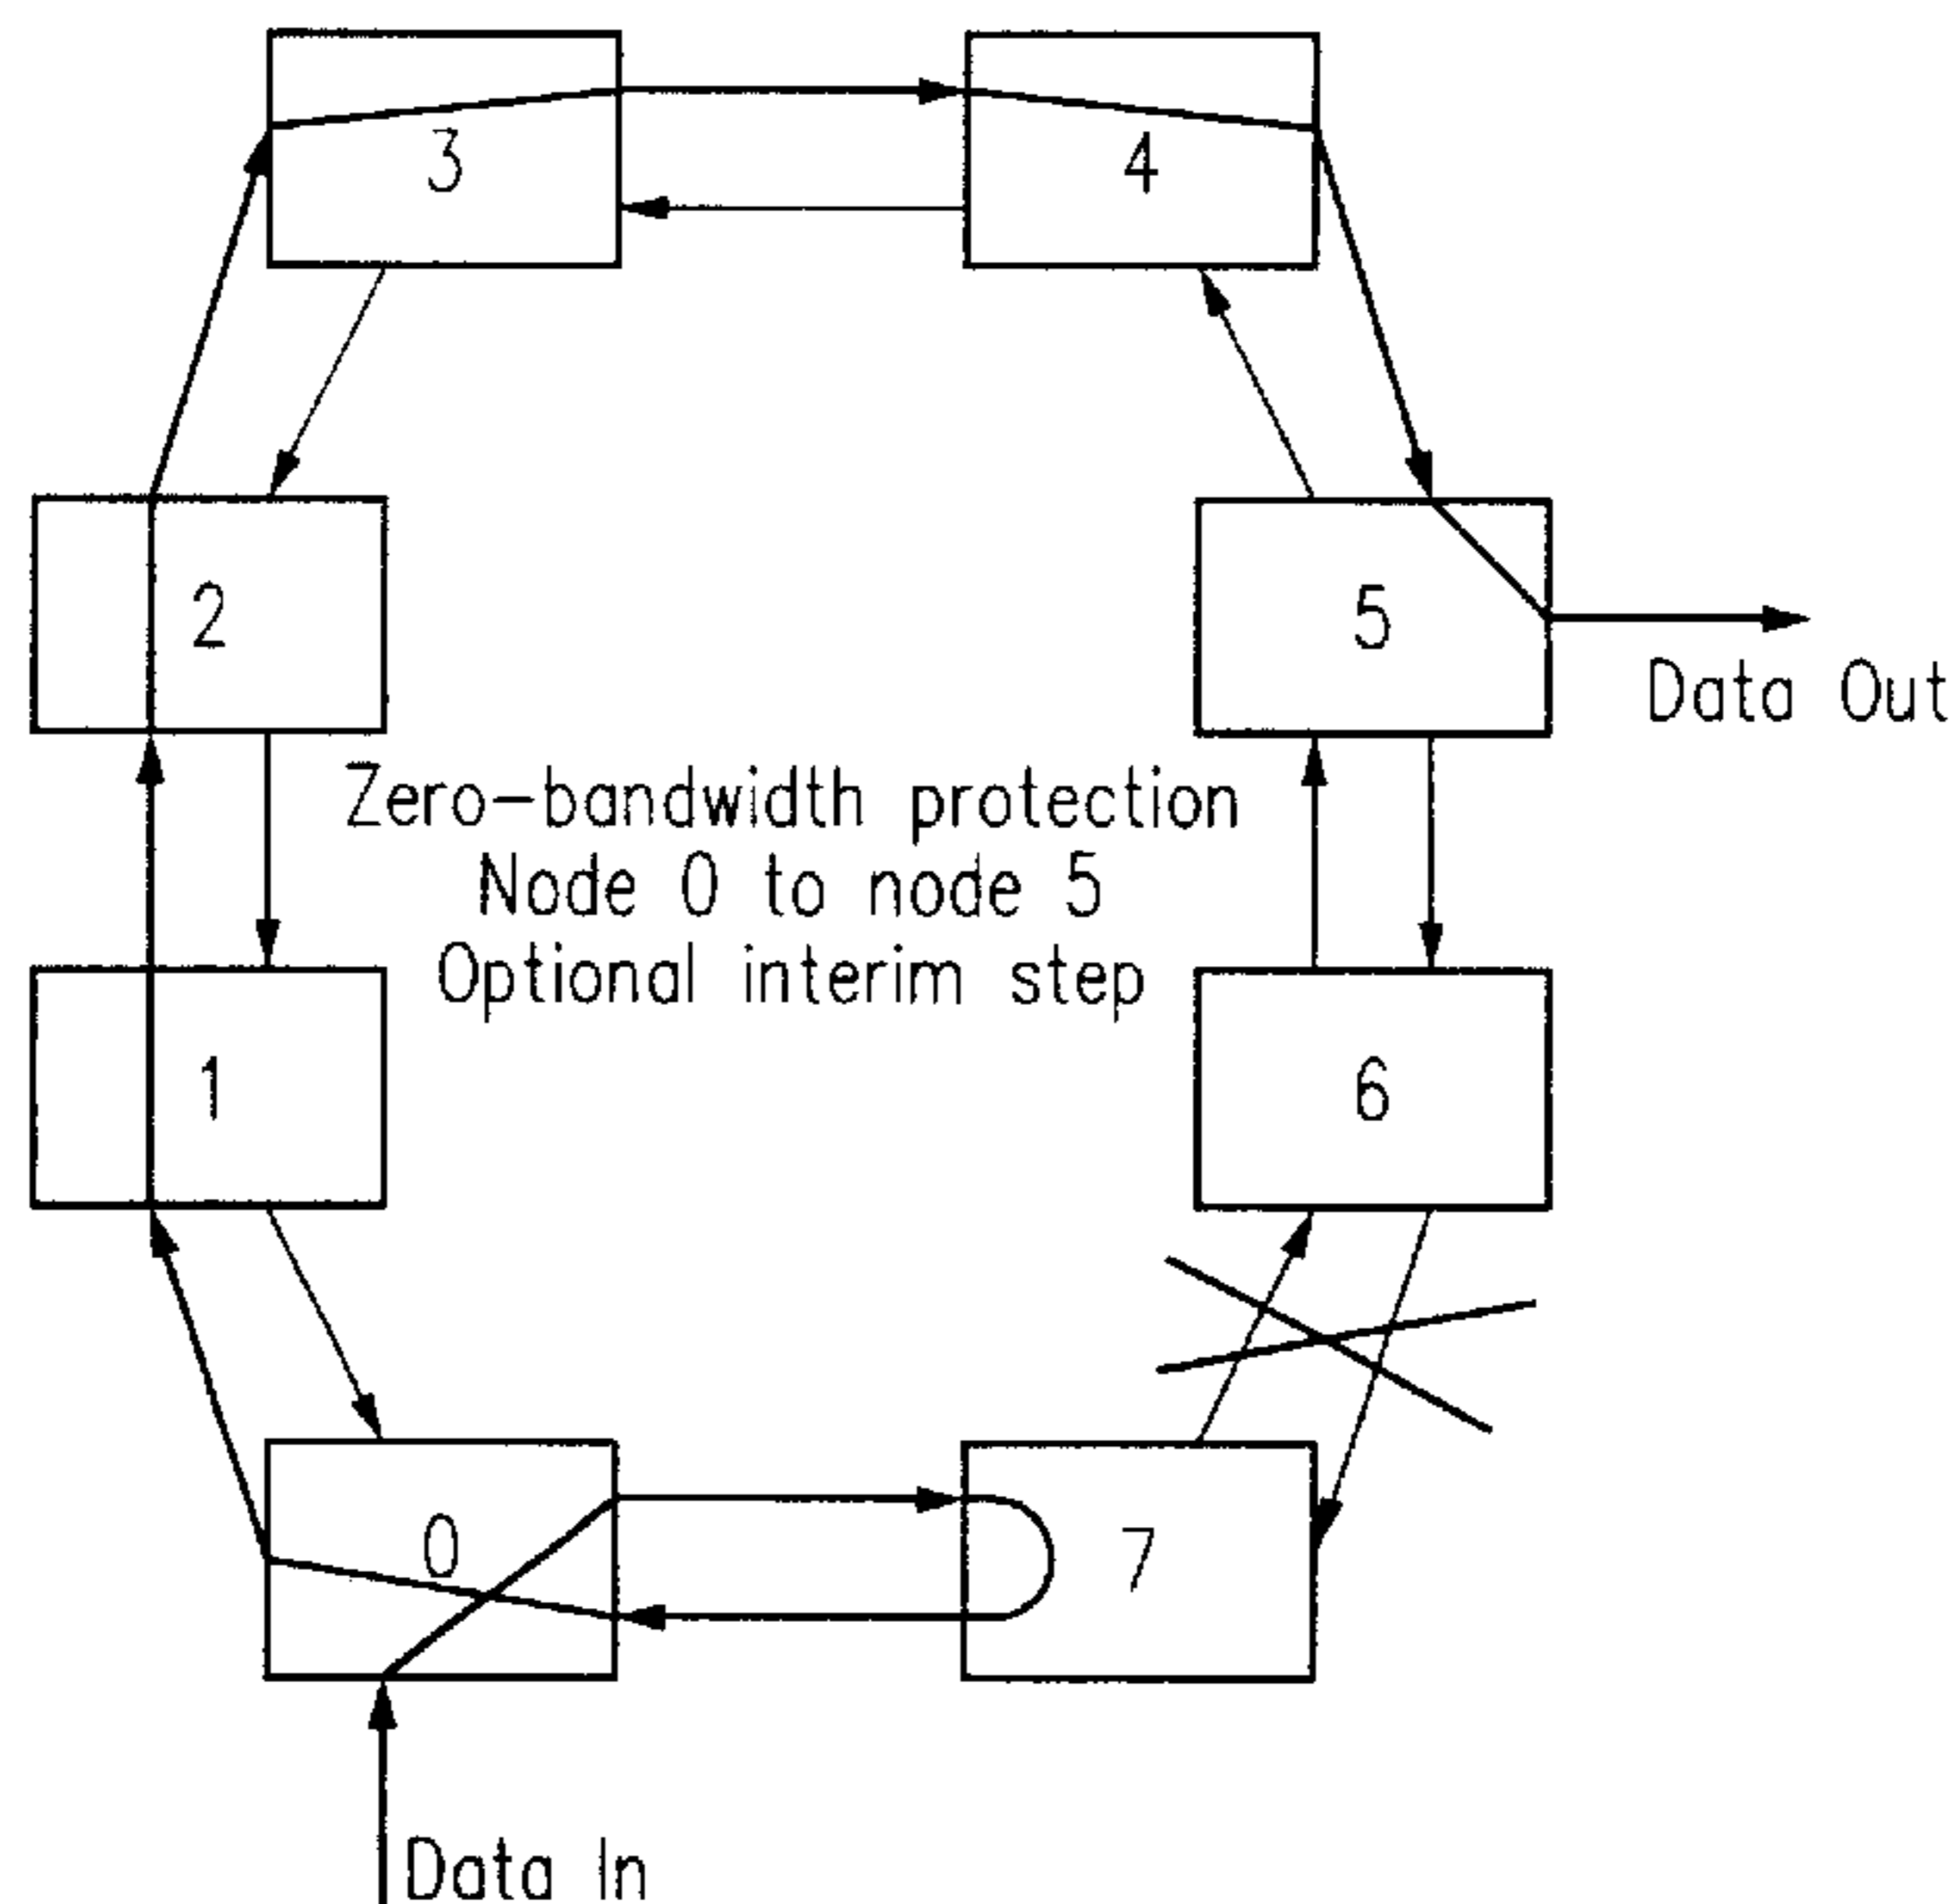 3
4
2
5
Data Out
Zero-bandwidth protection
Node 0 to node 5
Optional interim step
1
6
0
7
Data In